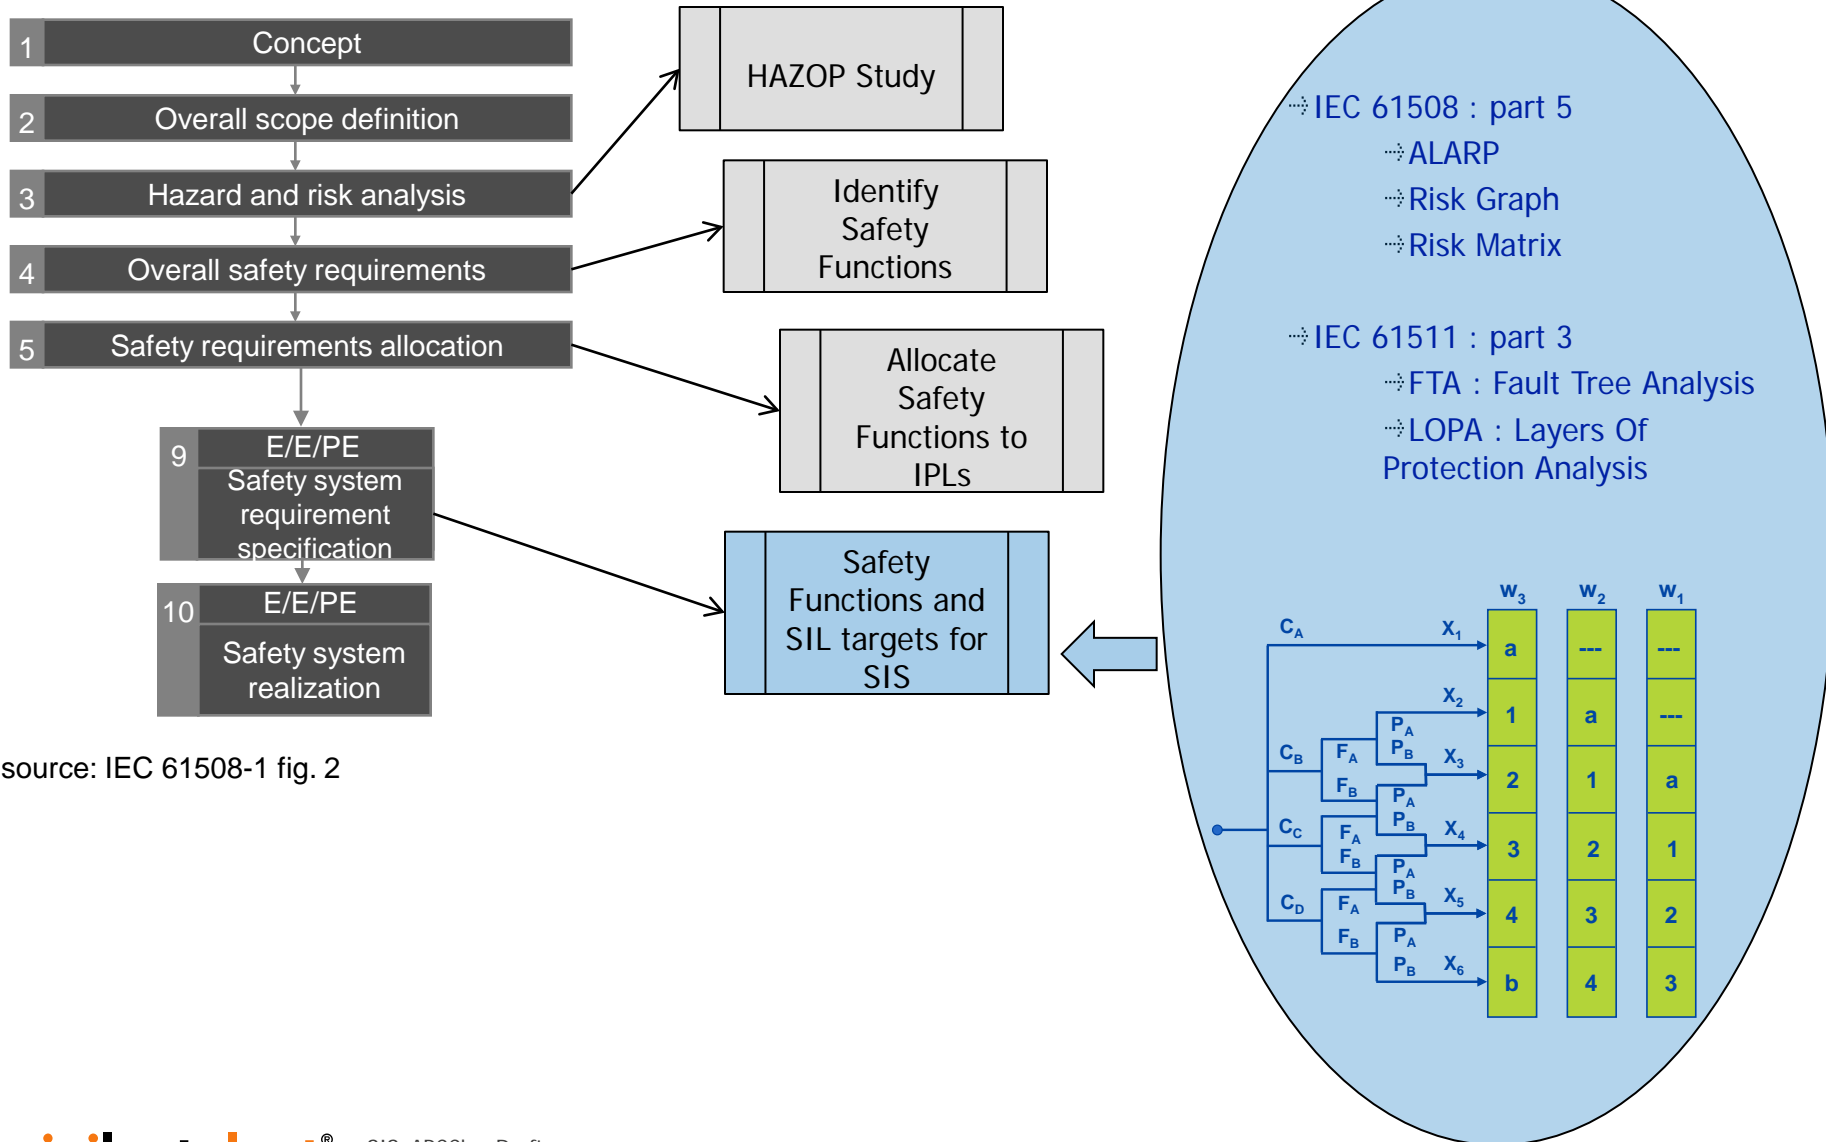 1 Concept
2 Overall scope definition
3 Hazard and risk analysis
4 Overall safety requirements
5 Safety requirements allocation
9 E/E/PE
Safety system
requirement
specification
10 E/E/PE
Safety system
realization
source: IEC 61508-1 fig. 2
HAZOP Study
Identify
Safety
Functions
Allocate
Safety
Functions to
IPLs
Safety
Functions and
SIL targets for
SIS
IEC 61508 : part 5
ALARP
Risk Graph
Risk Matrix
IEC 61511 : part 3
FTA : Fault Tree Analysis
LOPA : Layers Of
Protection Analysis
W3 W2 W1
CA X1 a --- ---
X2 1 a ---
PA
CB FA PB X3 2 1 a
FB PA
CC FA PB X4 3 2 1
FB PA
CD FA PB X5 4 3 2
FB PA
PB X6 b 4 3